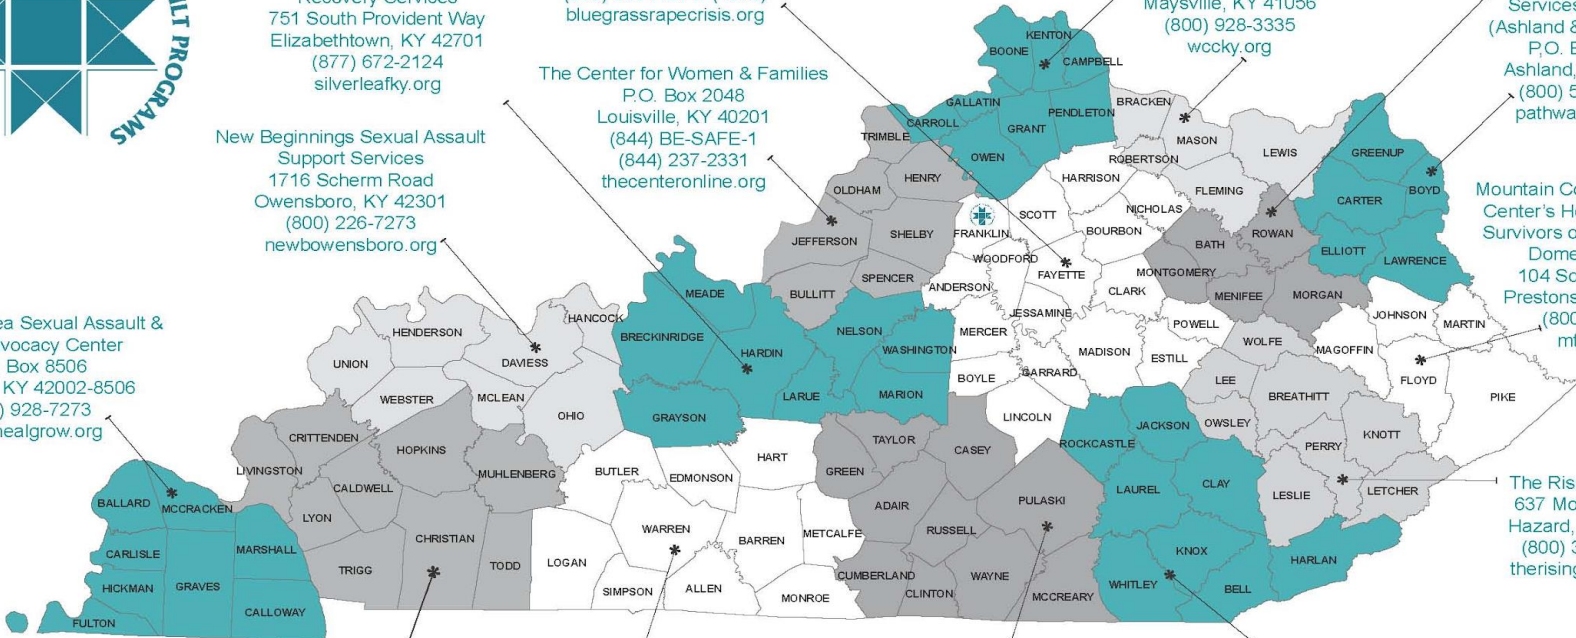 ULT PROGRAMS
Recovery Services
751 South Provident Way
Elizabethtown, KY 42701
(877) 672-2124
silverleafky.org
bluegrassrapecrisis.org
The Center for Women & Families
P.O. Box 2048
Louisville, KY 40201
(844) BE-SAFE-1
(844) 237-2331
thecenteronline.org
New Beginnings Sexual Assault
Support Services
1716 Scherm Road
Owensboro, KY 42301
(800) 226-7273
newbowensboro.org
ea Sexual Assault &
vocacy Center
Box 8506
KY 42002-8506
) 928-7273
healgrow.org
Maysville, KY 41056
(800) 928-3335
wccky.org
Services
(Ashland &
P.O. B
Ashland,
(800) 5
pathwa
Mountain Co
Center's H
Survivors o
Dome
104 So
Prestons
(800
mt
The Ris
637 Mo
Hazard,
(800) 3
therising
KENTON
BOONE
CAMPBELL
GALLATIN
PENDLETON
BRACKEN
CARROLL
GRANT
TRIMBLE
MASON
OWEN
ROBERTSON
LEWIS
GREENUP
HENRY
HARRISON
OLDHAM
FLEMING
BOYD
CARTER
NICHOLAS
SCOTT
FRANKLIN
BOURBON
ROWAN
JEFFERSON
SHELBY
BATH
ELLIOTT
LAWRENCE
WOODFORD
FAYETTE
MONTGOMERY
SPENCER
ANDERSON
CLARK
BULLITT
MENIFEE
MORGAN
MEADE
JESSAMINE
JOHNSON
MARTIN
HANCOCK
POWELL
HENDERSON
BRECKINRIDGE
NELSON
MERCER
WOLFE
MAGOFFIN
DAVIESS
HARDIN
WASHINGTON
MADISON
ESTILL
UNION
BOYLE
GARRARD
LEE
FLOYD
WEBSTER
MCLEAN
LARUE
MARION
BREATHITT
PIKE
OHIO
GRAYSON
LINCOLN
JACKSON
OWSLEY
CRITTENDEN
HOPKINS
TAYLOR
CASEY
ROCKCASTLE
PERRY
KNOTT
LIVINGSTON
MUHLENBERG
BUTLER
EDMONSON
HART
GREEN
CALDWELL
LAUREL
CLAY
LESLIE
LETCHER
BALLARD
MCCRACKEN
LYON
ADAIR
PULASKI
WARREN
METCALFE
RUSSELL
CHRISTIAN
BARREN
CARLISLE
MARSHALL
KNOX
HARLAN
TRIGG
TODD
LOGAN
CUMBERLAND
WAYNE
HICKMAN
GRAVES
WHITLEY
BELL
SIMPSON
ALLEN
MONROE
CLINTON
MCCREARY
CALLOWAY
FULTON